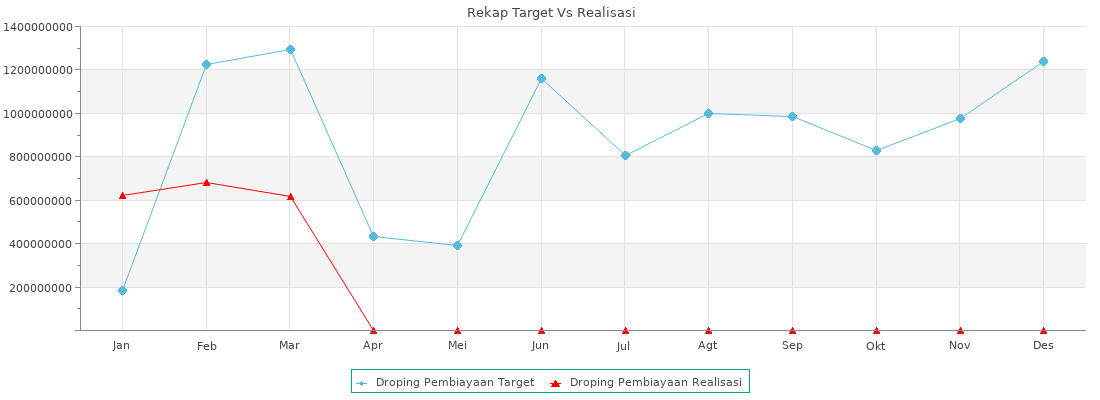 Rekap Target Vs Realisasi
1400000000
1200000000
1000000000
800000000
600000000
400000000
200000000
Jan Feb Mar Apr Mei Jun Jul Agt Sep Okt Nov Des
Droping Pembiayaan Target Droping Pembiayaan Realisasi